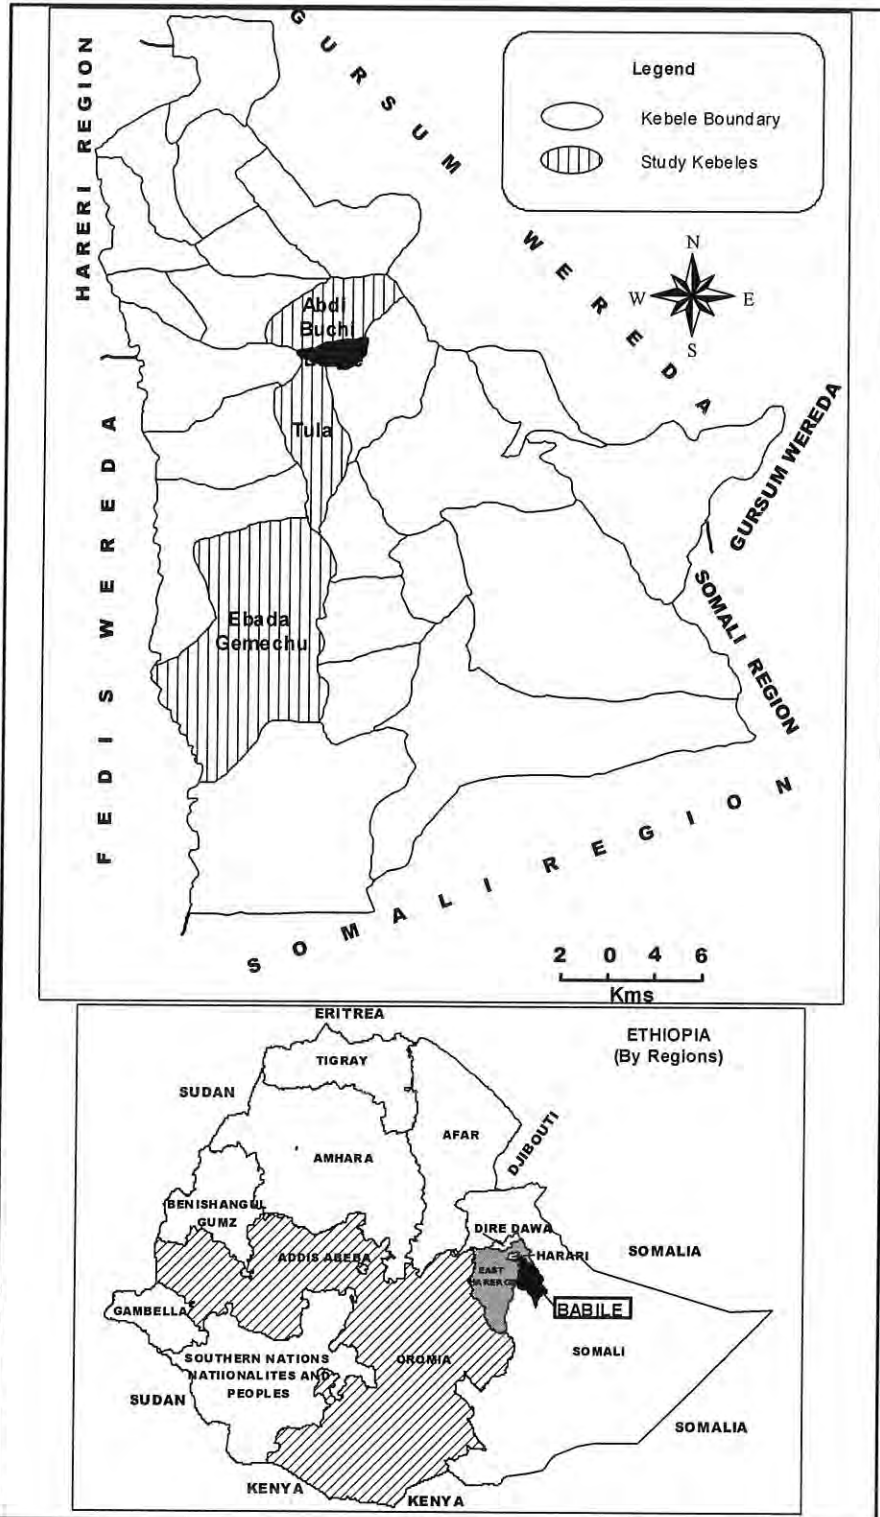 GURSUM WEREDA
HARERI REGION
Legend
Kebele Boundary
Study Kebeles
N
W E
S
Abdi
Buchi
Tula
FEDIS WEREDA
GURSUM WEREDA
SOMALI REGION
Ebada
Gemechu
SOMALI REGION
2 0 4 6
Kms
ERITREA
ETHIOPIA
(By Regions)
TIGRAY
SUDAN
AFAR
DJIBOUTI
AMHARA
BENISHANGUL
GUMZ
DIRE DAWA
ADDIS ABEBA
HARARI
SOMALIA
EAST
HARERGE
GAMBELLA
BABILE
SOMALI
OROMIA
SOUTHERN NATIONS
NATIIONALITES AND
PEOPLES
SUDAN
SOMALIA
KENYA
KENYA